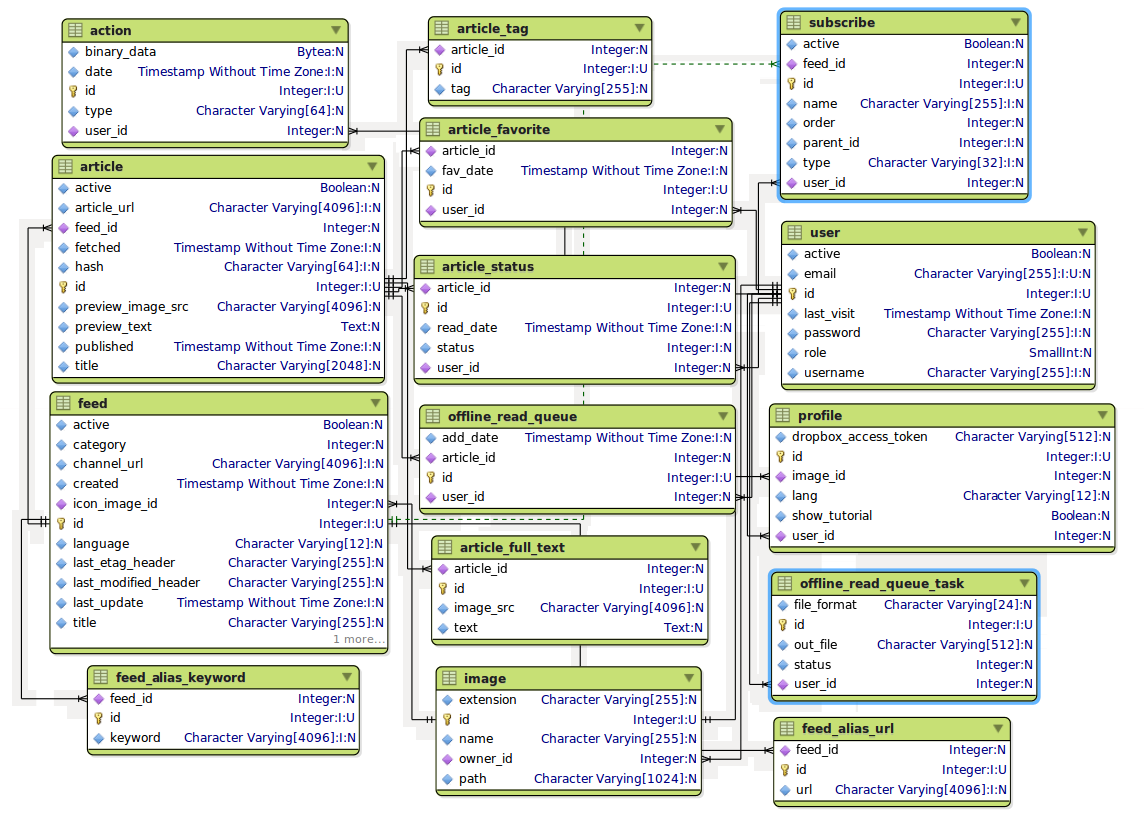 action
binary_data Bytea:N
date Timestamp Without Time Zone:I:N
id Integer:I:U
type Character Varying[64]:N
user_id Integer:N
article
active Boolean:N
article_url Character Varying[4096]:I:N
feed_id Integer:N
fetched Timestamp Without Time Zone:I:N
hash Character Varying[64]:I:N
id Integer:I:U
preview_image_src Character Varying[4096]:N
preview_text Text:N
published Timestamp Without Time Zone:I:N
title Character Varying[2048]:N
feed
active Boolean:N
category Integer:N
channel_url Character Varying[4096]:I:N
created Timestamp Without Time Zone:I:N
icon_image_id Integer:N
id Integer:I:U
language Character Varying[12]:N
last_etag_header Character Varying[255]:N
last_modified_header Character Varying[255]:N
last_update Timestamp Without Time Zone:I:N
title Character Varying[255]:N
1 more...
feed_alias_keyword
feed_id Integer:N
id Integer:I:U
keyword Character Varying[4096]:I:N
article_tag
article_id Integer:N
id Integer:I:U
tag Character Varying[255]:N
article_favorite
article_id Integer:N
fav_date Timestamp Without Time Zone:I:N
id Integer:I:U
user_id Integer:N
article_status
article_id Integer:N
id Integer:I:U
read_date Timestamp Without Time Zone:I:N
status Integer:I:N
user_id Integer:N
offline_read_queue
add_date Timestamp Without Time Zone:I:N
article_id Integer:N
id Integer:I:U
user_id Integer:N
article_full_text
article_id Integer:N
id Integer:I:U
image_src Character Varying[4096]:N
text Text:N
image
extension Character Varying[255]:N
id Integer:I:U
name Character Varying[255]:N
owner_id Integer:N
path Character Varying[1024]:N
subscribe
active Boolean:N
feed_id Integer:N
id Integer:I:U
name Character Varying[255]:I:N
order Integer:N
parent_id Integer:I:N
type Character Varying[32]:I:N
user_id Integer:N
user
active Boolean:N
email Character Varying[255]:I:U:N
id Integer:I:U
last_visit Timestamp Without Time Zone:I:N
password Character Varying[255]:I:N
role SmallInt:N
username Character Varying[255]:I:N
profile
dropbox_access_token Character Varying[512]:N
id Integer:I:U
image_id Integer:N
lang Character Varying[12]:N
show_tutorial Boolean:N
user_id Integer:N
offline_read_queue_task
file_format Character Varying[24]:N
id Integer:I:U
out_file Character Varying[512]:N
status Integer:N
user_id Integer:N
feed_alias_url
feed_id Integer:N
id Integer:I:U
url Character Varying[4096]:I:N